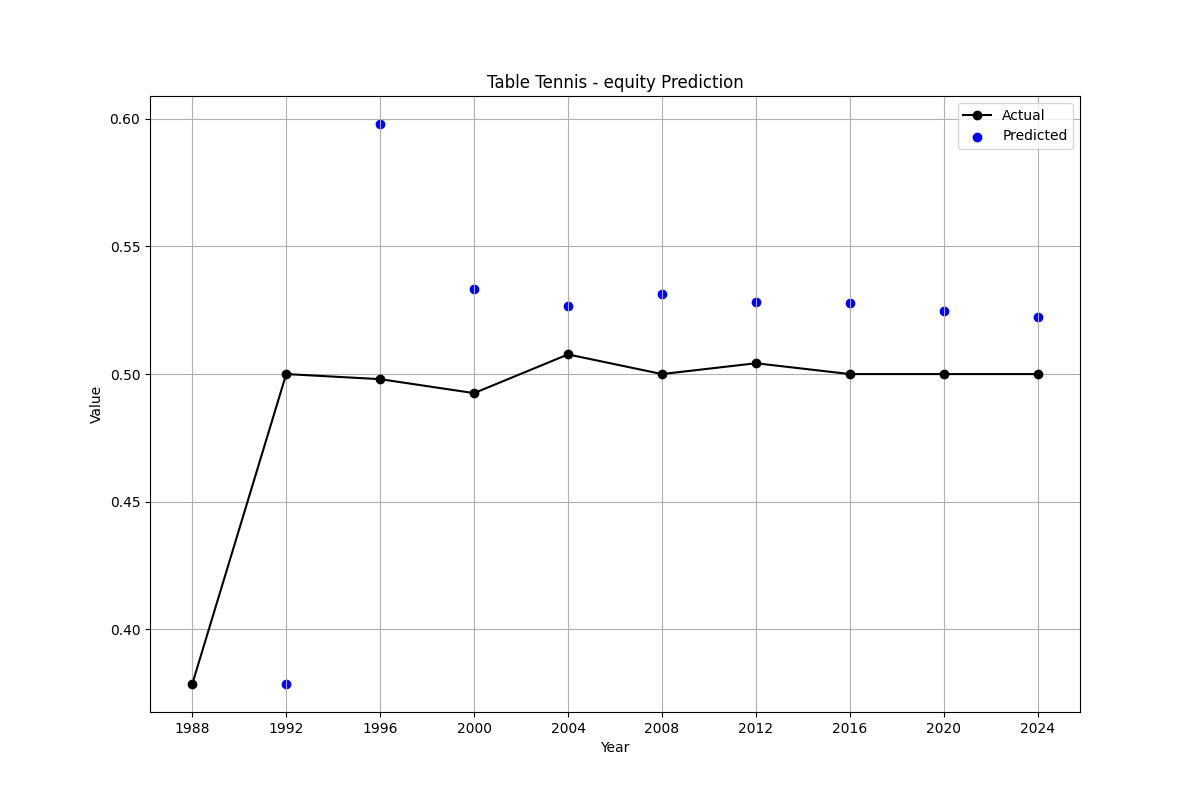 Table Tennis - equity Prediction
Actual
Predicted
0.60
0.55
0.50
0.45
0.40
Value
1988 1992 1996 2000 2004 2008 2012 2016 2020 2024
Year